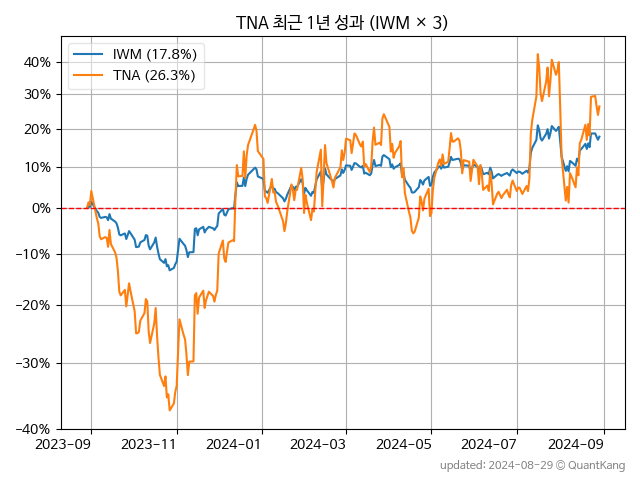 TNA 최근 1년 성과 (IWM × 3)
IWM (17.8%)
TNA (26.3%)
40%
30%
20%
10%
0%
−10%
−20%
−30%
−40%
2023-09 2023-11 2024-01 2024-03 2024-05 2024-07 2024-09
updated: 2024-08-29 © QuantKang